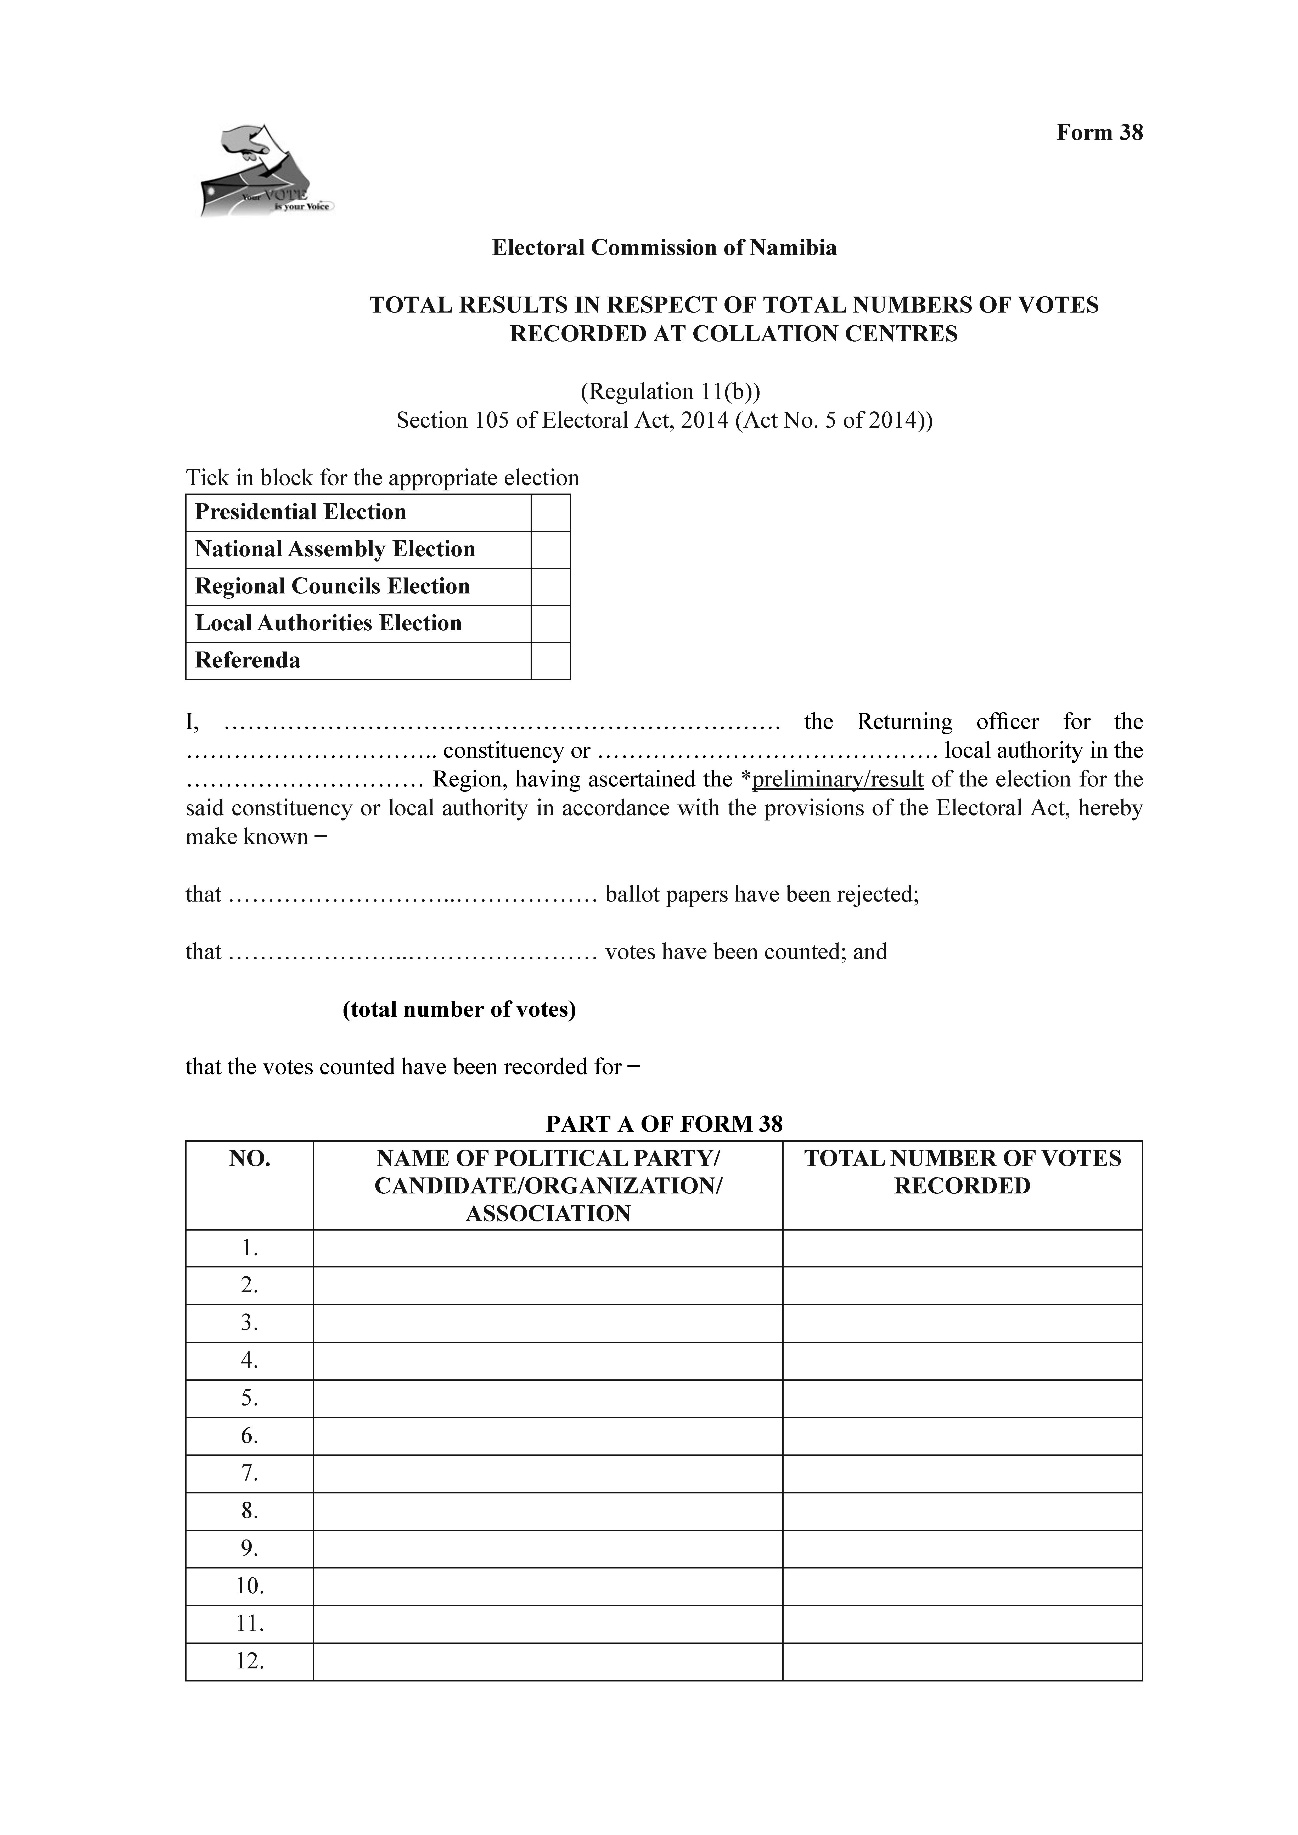 Form 38
Your VOTE
is your Voice
Electoral Commission of Namibia
TOTAL RESULTS IN RESPECT OF TOTAL NUMBERS OF VOTES
RECORDED AT COLLATION CENTRES
(Regulation 11(b))
Section 105 of Electoral Act, 2014 (Act No. 5 of 2014))
Tick in block for the appropriate election
Presidential Election
National Assembly Election
Regional Councils Election
Local Authorities Election
Referenda
I, …………………………………………………………… the Returning officer for the
………………………….. constituency or ……………………………………. local authority in the
………………………… Region, having ascertained the *preliminary/result of the election for the
said constituency or local authority in accordance with the provisions of the Electoral Act, hereby
make known –
that ………………………..……………… ballot papers have been rejected;
that …………………..…………………… votes have been counted; and
(total number of votes)
that the votes counted have been recorded for –
PART A OF FORM 38
NO. NAME OF POLITICAL PARTY/ TOTAL NUMBER OF VOTES
CANDIDATE/ORGANIZATION/ RECORDED
ASSOCIATION
1.
2.
3.
4.
5.
6.
7.
8.
9.
10.
11.
12.